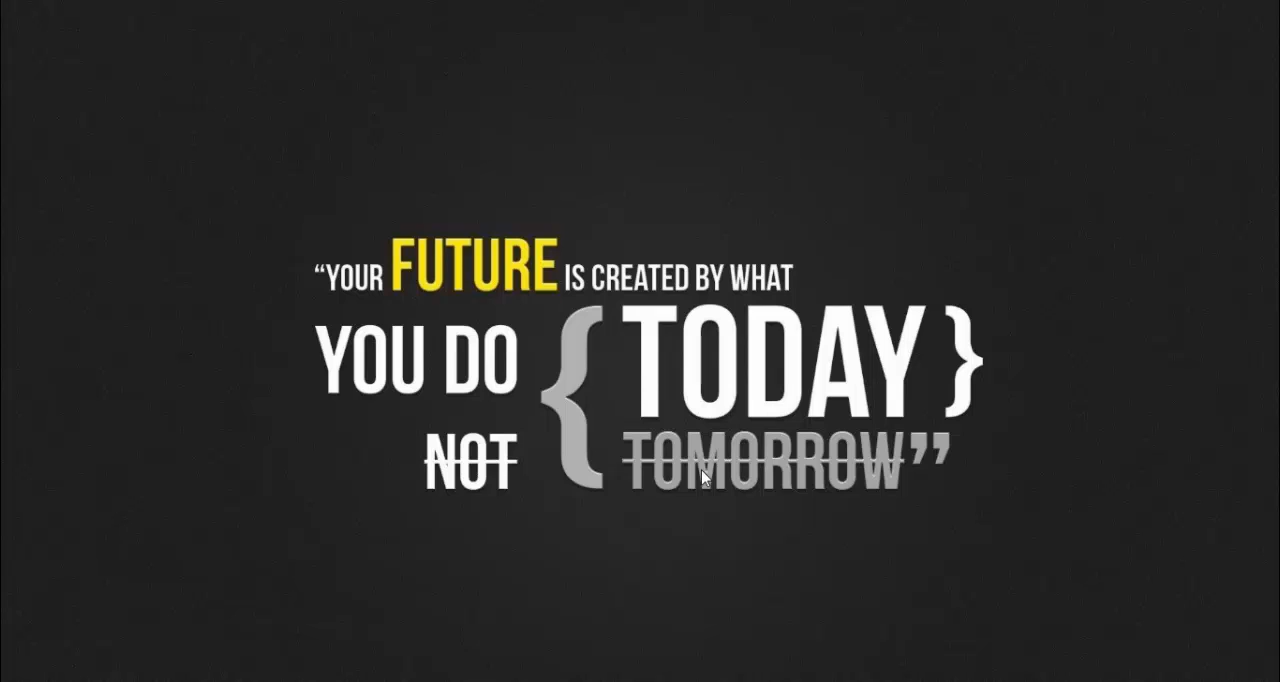 “YOUR FUTURE IS CREATED BY WHAT
YOU DO { TODAY }
NOT TOMORROW”